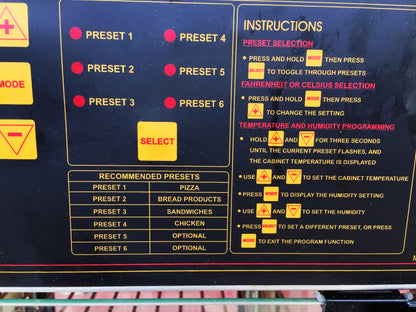 MODE
PRESET 1
PRESET 2
PRESET 3
PRESET 4
PRESET 5
PRESET 6
SELECT
RECOMMENDED PRESETS
PRESET 1 PIZZA
PRESET 2 BREAD PRODUCTS
PRESET 3 SANDWICHES
PRESET 4 CHICKEN
PRESET 5 OPTIONAL
PRESET 6 OPTIONAL
INSTRUCTIONS
PRESET SELECTION
• PRESS AND HOLD MODE THEN PRESS
SELECT TO TOGGLE THROUGH PRESETS
FAHRENHEIT OR CELSIUS SELECTION
• PRESS AND HOLD MODE THEN PRESS
TO CHANGE THE SETTING
TEMPERATURE AND HUMIDITY PROGRAMMING
• HOLD AND FOR THREE SECONDS
UNTIL THE CURRENT PRESET FLASHES, AND
THE CABINET TEMPERATURE IS DISPLAYED
• USE AND TO SET THE CABINET TEMPERATURE
• PRESS MODE TO DISPLAY THE HUMIDITY SETTING
• USE AND TO SET THE HUMIDITY
• PRESS SELECT TO SET A DIFFERENT PRESET, OR PRESS
MODE TO EXIT THE PROGRAM FUNCTION